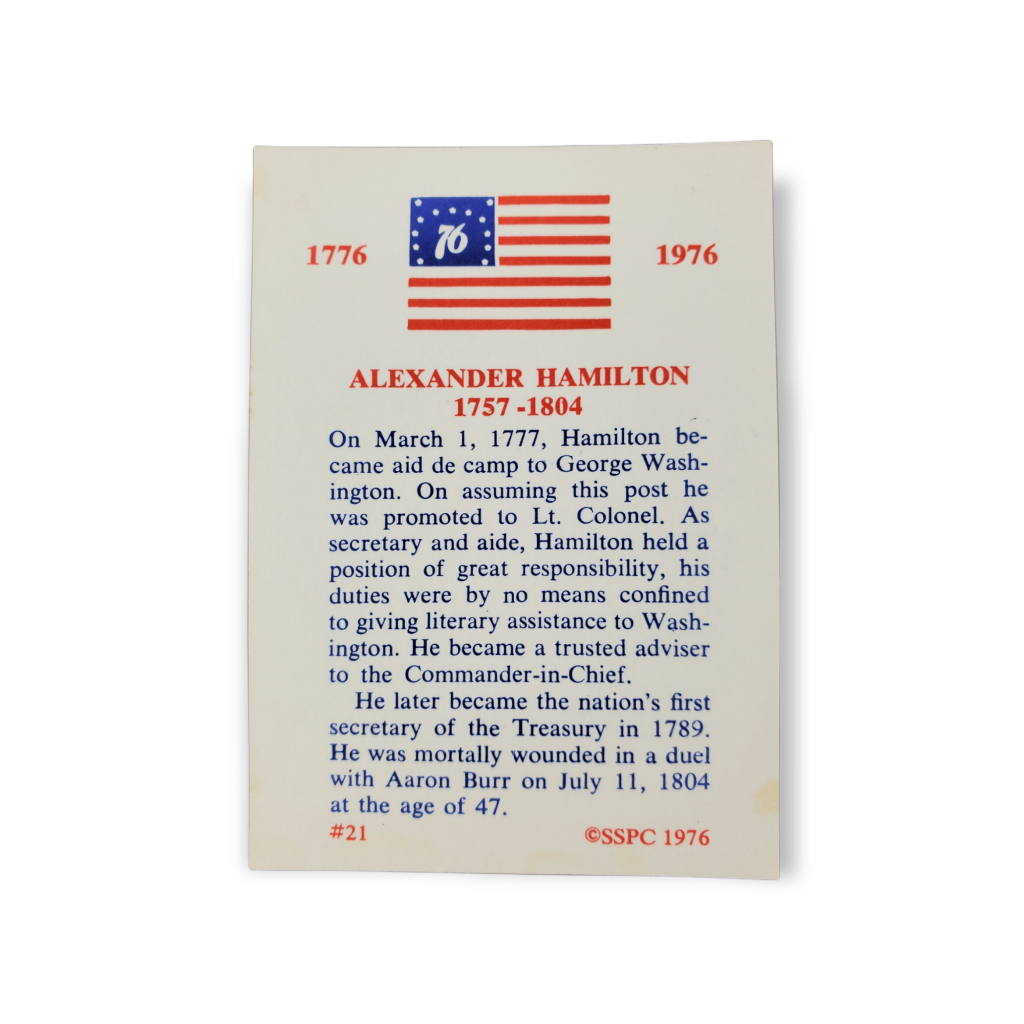 76
1776 1976
ALEXANDER HAMILTON
1757 -1804
On March 1, 1777, Hamilton be-
came aid de camp to George Wash-
ington. On assuming this post he
was promoted to Lt. Colonel. As
secretary and aide, Hamilton held a
position of great responsibility, his
duties were by no means confined
to giving literary assistance to Wash-
ington. He became a trusted adviser
to the Commander-in-Chief.
He later became the nation's first
secretary of the Treasury in 1789.
He was mortally wounded in a duel
with Aaron Burr on July 11, 1804
at the age of 47.
#21 ©SSPC 1976